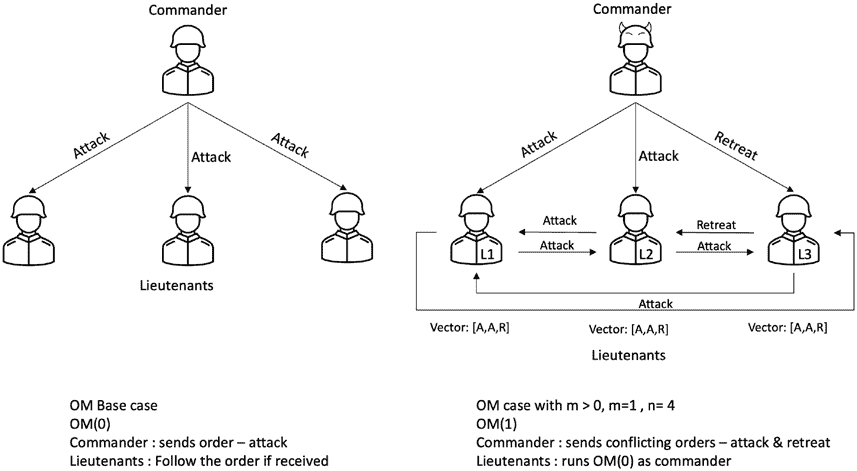 Commander
Attack
Attack
Attack
Lieutenants
OM Base case
OM(0)
Commander : sends order – attack
Lieutenants : Follow the order if received
Commander
Attack
Attack
Retreat
Attack
Retreat
Attack
Attack
L1
L2
L3
Attack
Vector: [A,A,R]
Vector: [A,A,R]
Vector: [A,A,R]
Lieutenants
OM case with m > 0, m=1 , n= 4
OM(1)
Commander : sends conflicting orders – attack & retreat
Lieutenants : runs OM(0) as commander